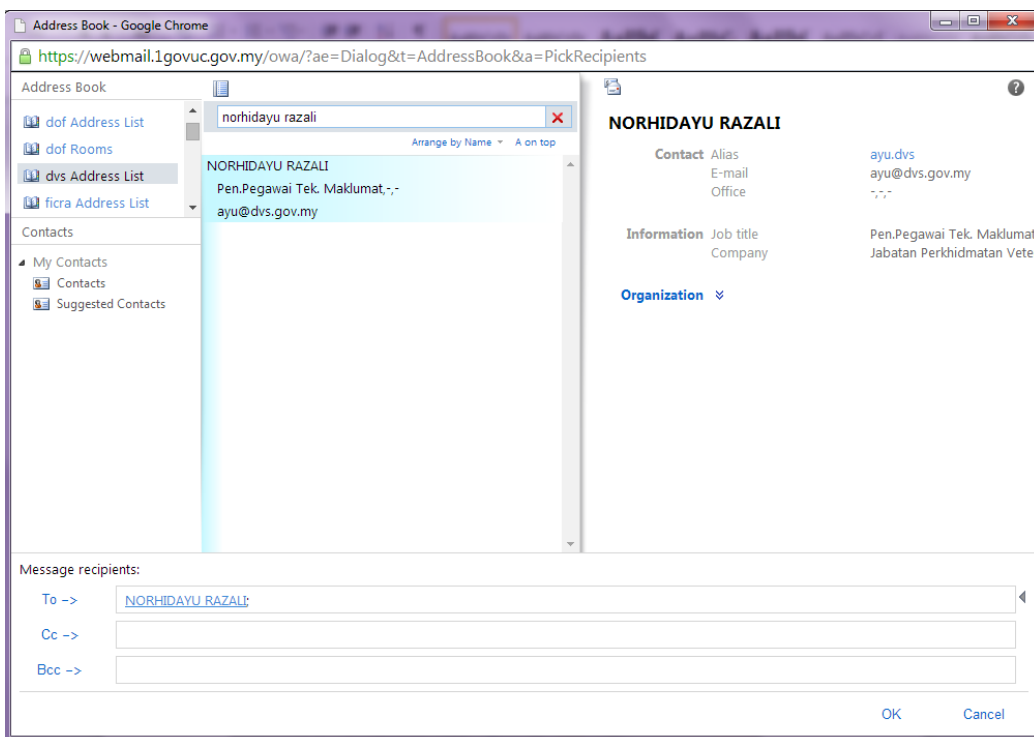 Address Book - Google Chrome
https://webmail.1govuc.gov.my/owa/?ae=Dialog&t=AddressBook&a=PickRecipients
Address Book
dof Address List
dof Rooms
dvs Address List
ficra Address List
Contacts
My Contacts
Contacts
Suggested Contacts
norhidayu razali
Arrange by Name A on top
NORHIDAYU RAZALI
Pen.Pegawai Tek. Maklumat,-,-
ayu@dvs.gov.my
NORHIDAYU RAZALI
Contact Alias ayu.dvs
E-mail ayu@dvs.gov.my
Office -,-,-
Information Job title Pen.Pegawai Tek. Maklumat
Company Jabatan Perkhidmatan Vete
Organization
Message recipients:
To -> NORHIDAYU RAZALI;
Cc ->
Bcc ->
OK Cancel